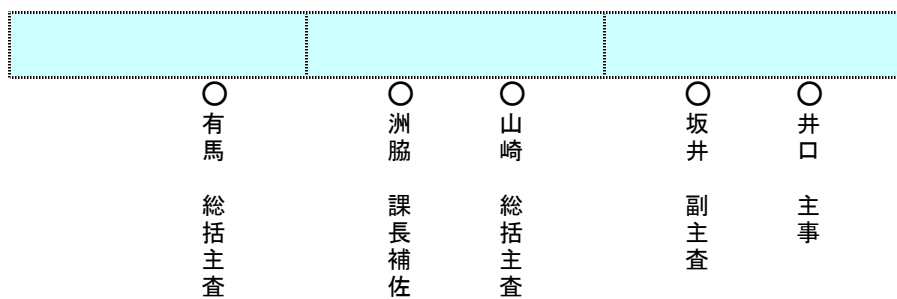 有馬　総括主査
洲脇　課長補佐
山崎　総括主査
坂井　副主査
井口　主事